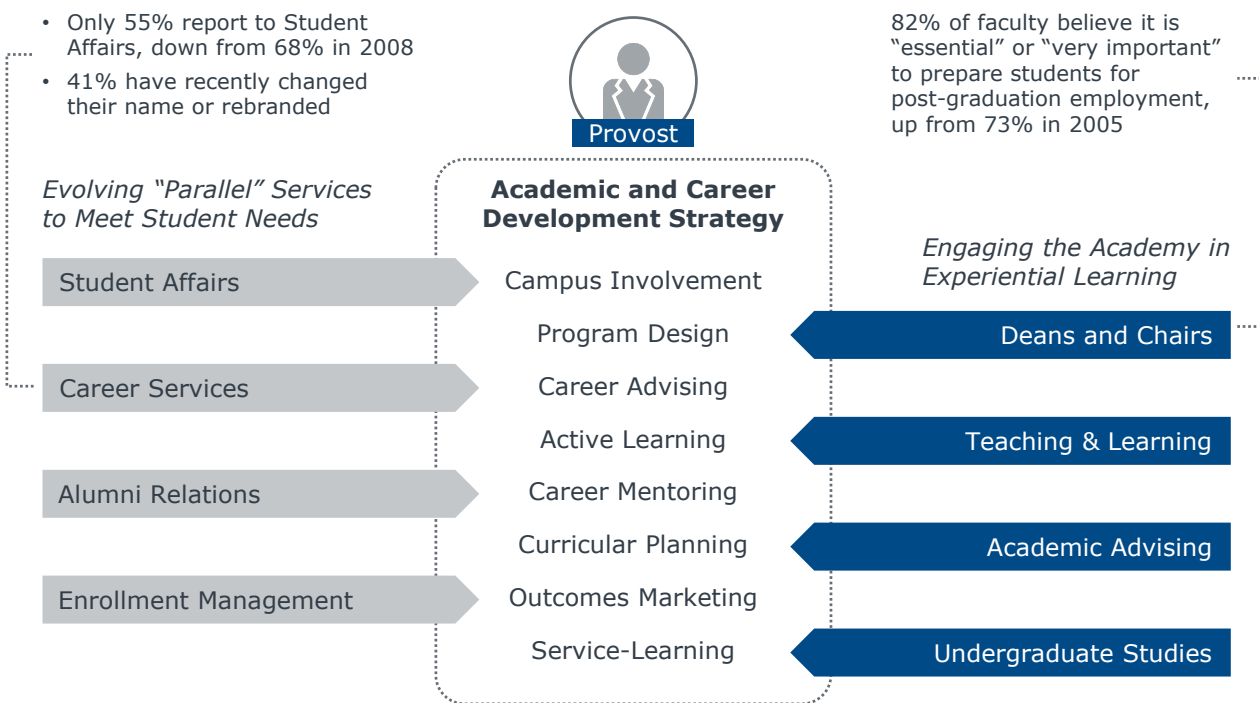 • Only 55% report to Student
Affairs, down from 68% in 2008
• 41% have recently changed
their name or rebranded
Provost
82% of faculty believe it is
“essential” or “very important”
to prepare students for
post-graduation employment,
up from 73% in 2005
Evolving “Parallel” Services
to Meet Student Needs
Academic and Career
Development Strategy
Engaging the Academy in
Experiential Learning
Student Affairs
Campus Involvement
Program Design
Deans and Chairs
Career Services
Career Advising
Active Learning
Teaching & Learning
Alumni Relations
Career Mentoring
Curricular Planning
Academic Advising
Enrollment Management
Outcomes Marketing
Service-Learning
Undergraduate Studies